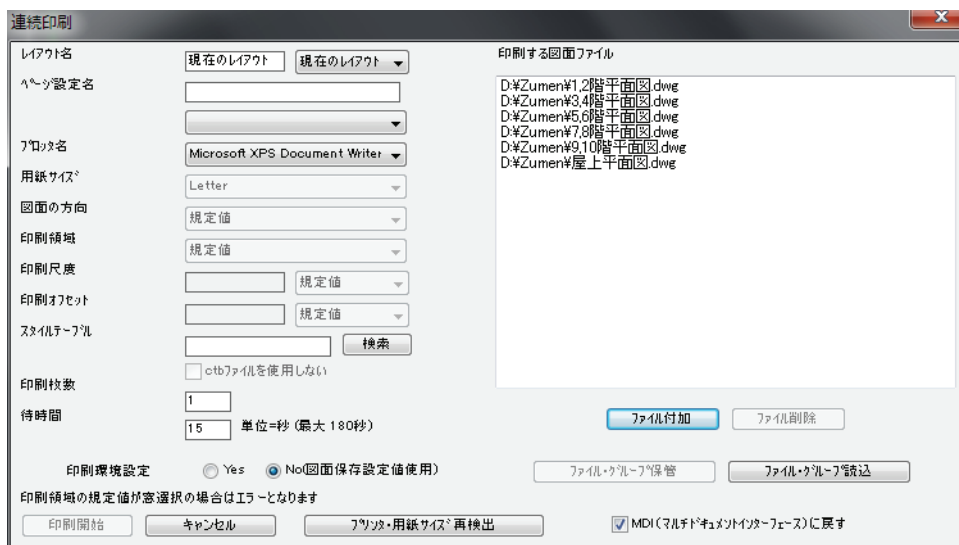 連続印刷
レイアウト名
現在のレイアウト
現在のレイアウト
ページ設定名
プロッタ名
Microsoft XPS Document Writer
用紙サイズ
Letter
図面の方向
規定値
印刷領域
規定値
印刷尺度
規定値
印刷オフセット
規定値
スタイルテーブル
検索
ctbファイルを使用しない
印刷枚数
1
待時間
15
単位=秒 (最大 180秒)
印刷環境設定
Yes
No(図面保存設定値使用)
印刷領域の規定値が窓選択の場合はエラーとなります
印刷開始
キャンセル
プリンタ・用紙サイズ再検出
印刷する図面ファイル
D:¥Zumen¥1,2階平面図.dwg
D:¥Zumen¥3,4階平面図.dwg
D:¥Zumen¥5,6階平面図.dwg
D:¥Zumen¥7,8階平面図.dwg
D:¥Zumen¥9,10階平面図.dwg
D:¥Zumen¥屋上平面図.dwg
ファイル付加
ファイル削除
ファイル・グループ保管
ファイル・グループ読込
MDI(マルチドキュメントインターフェース)に戻す